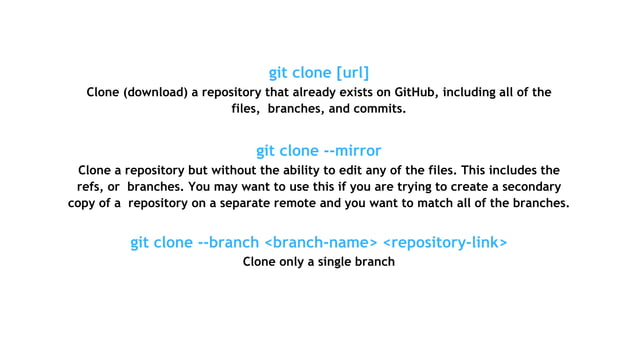 git clone [url]
Clone (download) a repository that already exists on GitHub, including all of the
files, branches, and commits.
git clone --mirror
Clone a repository but without the ability to edit any of the files. This includes the
refs, or branches. You may want to use this if you are trying to create a secondary
copy of a repository on a separate remote and you want to match all of the branches.
git clone --branch <branch-name> <repository-link>
Clone only a single branch